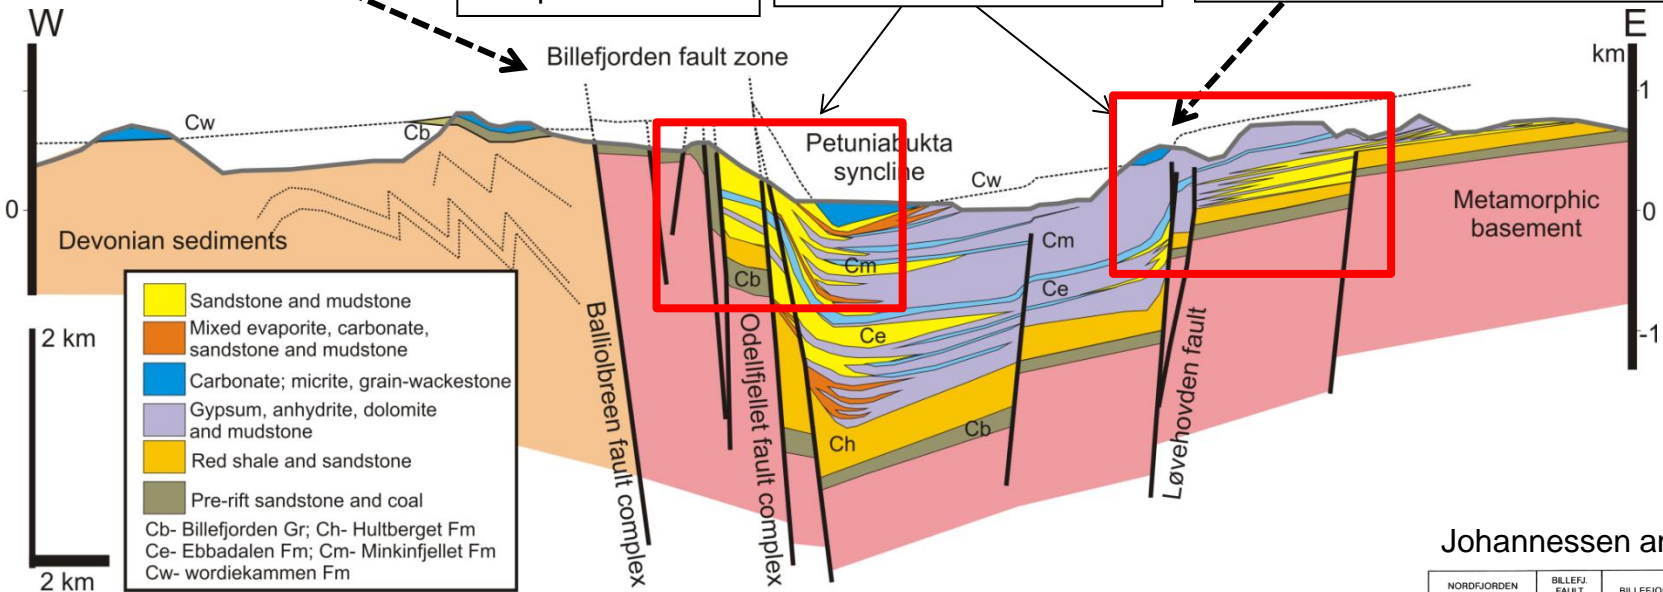 W
E
Billefjorden fault zone
km
1
Cw
Cb
Petuniabukta
syncline
Cw
0
0
Devonian sediments
Metamorphic
basement
Cm
Cm
Cb
Ce
Ce
-1
Ch
Cb
Balliolbreen fault complex
Odellfjellet fault complex
Løvehovden fault
Sandstone and mudstone
Mixed evaporite, carbonate,
sandstone and mudstone
Carbonate; micrite, grain-wackestone
Gypsum, anhydrite, dolomite
and mudstone
Red shale and sandstone
Pre-rift sandstone and coal
Cb- Billefjorden Gr; Ch- Hultberget Fm
Ce- Ebbadalen Fm; Cm- Minkinfjellet Fm
Cw- wordiekammen Fm
2 km
2 km
Johannessen
NORDFJORDEN
BILLEFJ.
FAULT